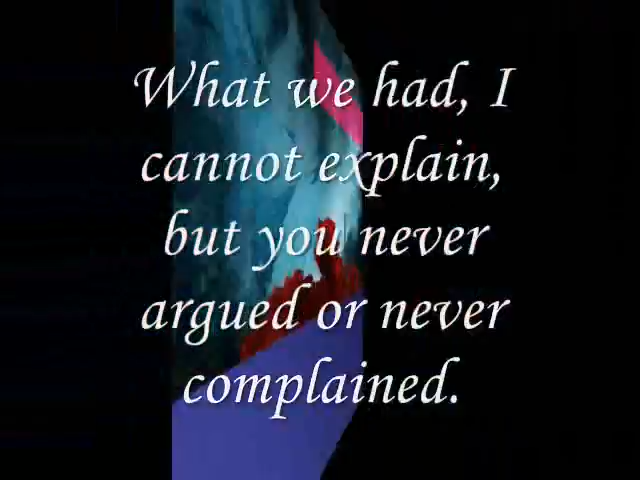 What we had, I
cannot explain,
but you never
argued or never
complained.